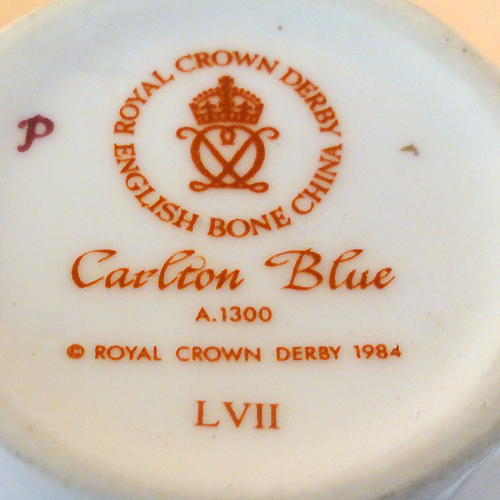 ROYAL CROWN DERBY
ENGLISH BONE CHINA
P
Carlton Blue
A.1300
© ROYAL CROWN DERBY 1984
LVII